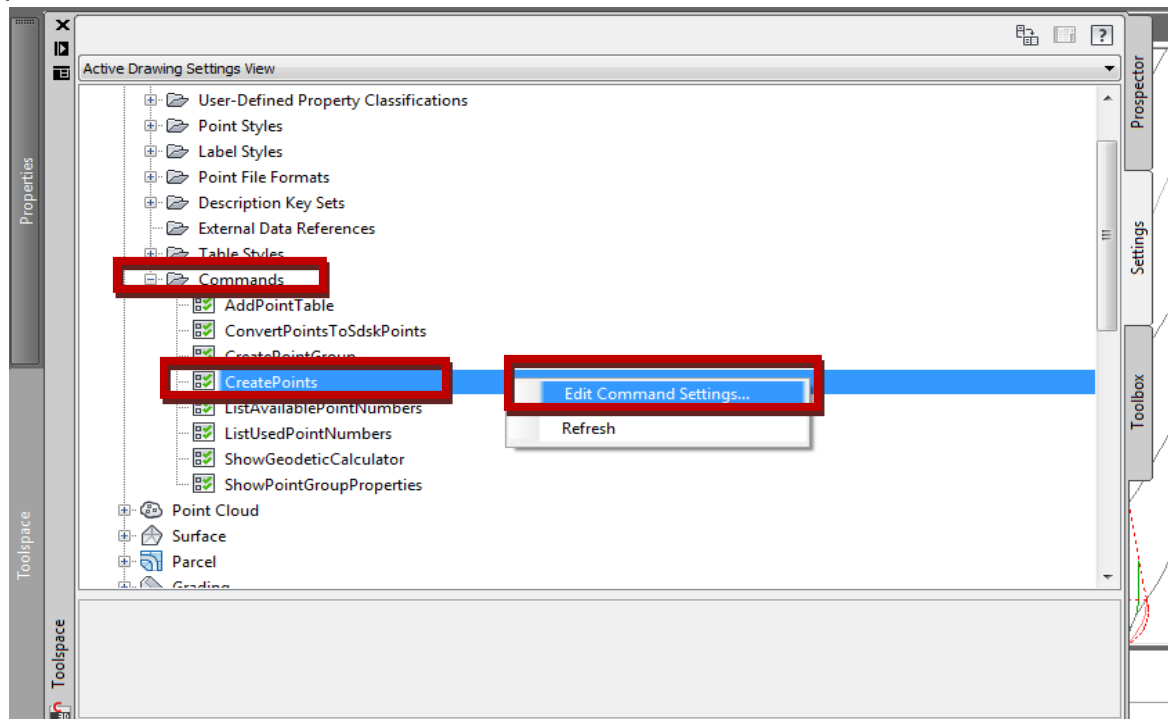 Active Drawing Settings View
User-Defined Property Classifications
Point Styles
Label Styles
Point File Formats
Description Key Sets
External Data References
Table Styles
Commands
AddPointTable
ConvertPointsToSdskPoints
CreatePointGroup
CreatePoints
Edit Command Settings...
ListAvailablePointNumbers
Refresh
ListUsedPointNumbers
ShowGeodeticCalculator
ShowPointGroupProperties
Point Cloud
Surface
Parcel
Grading
Properties
Toolspace
Toolspace
Prospector
Settings
Toolbox